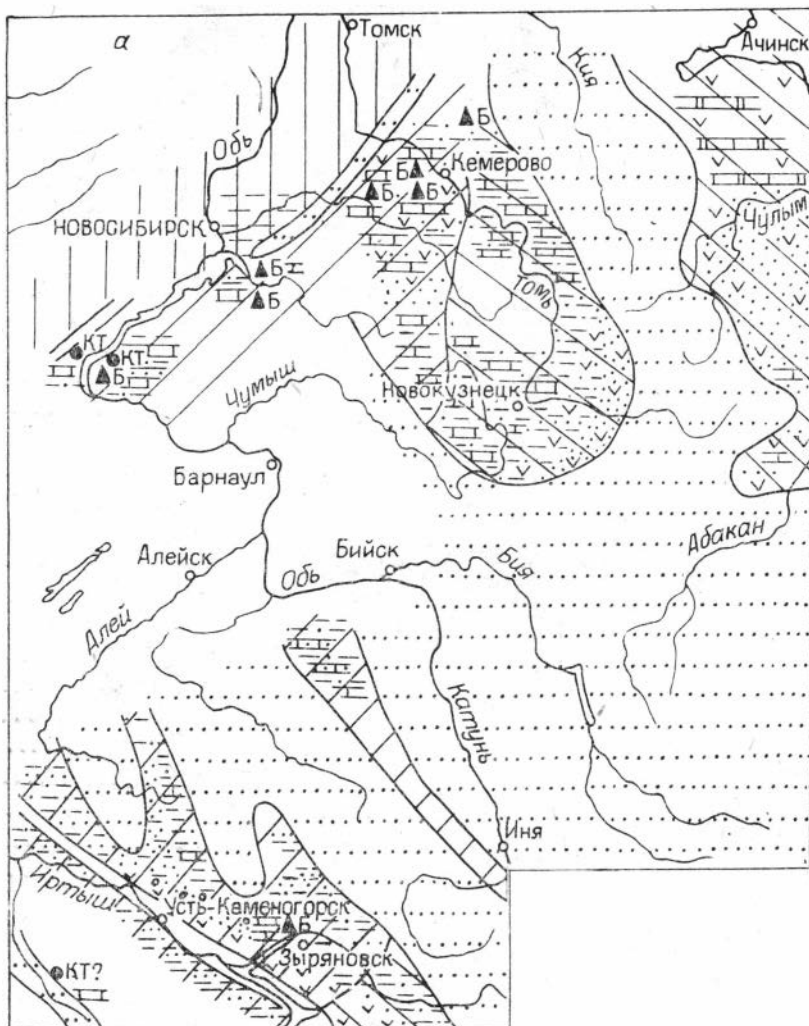 а
Томск
Ачинск
Кия
Обь
Б
Б
Кемерово
Б
Б
Чулым
НОВОСИБИРСК
Б
Томь
Б
КТ
КТ
Б
Чумыш
Новокузнецк
Барнаул
Абакан
Алейск
Бийск
Бия
Обь
Алей
Катунь
Иня
Иртыш
Усть-Каменогорск
Б
Зыряновск
КТ?